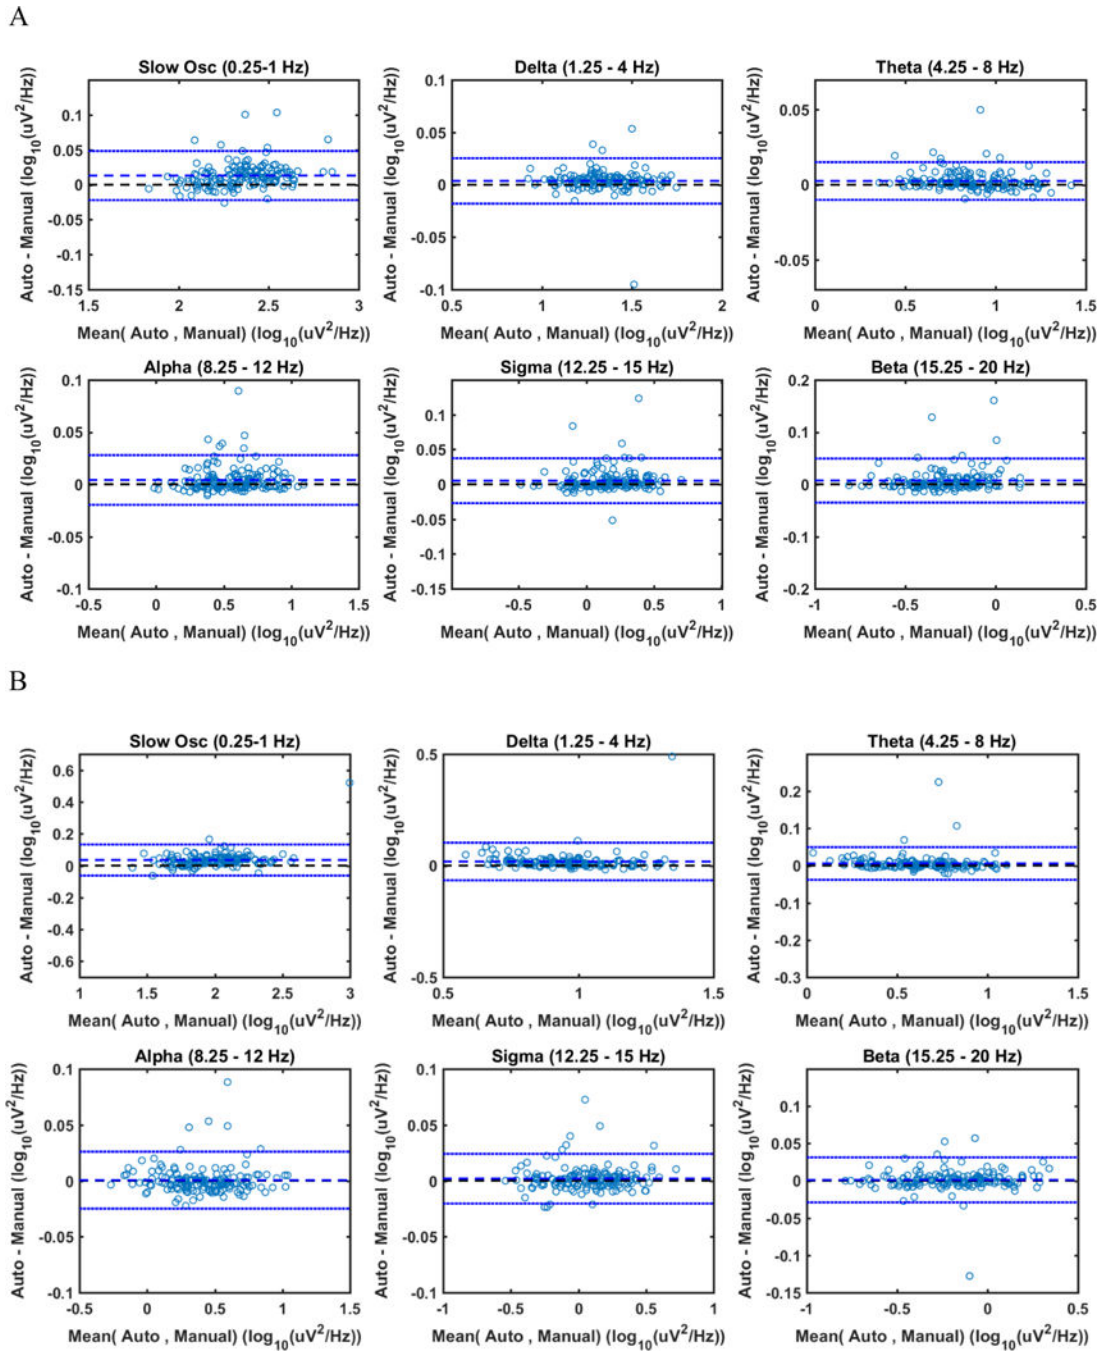 A
Slow Osc (0.25-1 Hz)
Auto - Manual (log10(uV2/Hz))
0.1
0.05
0
-0.05
-0.1
-0.15
1.5 2 2.5 3
Mean( Auto , Manual) (log10(uV2/Hz))
Delta (1.25 - 4 Hz)
Auto - Manual (log10(uV2/Hz))
0.1
0.05
0
-0.05
-0.1
0.5 1 1.5 2
Mean( Auto , Manual) (log10(uV2/Hz))
Theta (4.25 - 8 Hz)
Auto - Manual (log10(uV2/Hz))
0.05
0
-0.05
0 0.5 1 1.5
Mean( Auto , Manual) (log10(uV2/Hz))
Alpha (8.25 - 12 Hz)
Auto - Manual (log10(uV2/Hz))
0.1
0.05
0
-0.05
-0.1
-0.5 0 0.5 1 1.5
Mean( Auto , Manual) (log10(uV2/Hz))
Sigma (12.25 - 15 Hz)
Auto - Manual (log10(uV2/Hz))
0.1
0.05
0
-0.05
-0.1
-0.15
-0.5 0 0.5 1
Mean( Auto , Manual) (log10(uV2/Hz))
Beta (15.25 - 20 Hz)
Auto - Manual (log10(uV2/Hz))
0.2
0.1
0
-0.1
-0.2
-1 -0.5 0 0.5
Mean( Auto , Manual) (log10(uV2/Hz))
B
Slow Osc (0.25-1 Hz)
Auto - Manual (log10(uV2/Hz))
0.6
0.4
0.2
0
-0.2
-0.4
-0.6
1 1.5 2 2.5 3
Mean( Auto , Manual) (log10(uV2/Hz))
Delta (1.25 - 4 Hz)
Auto - Manual (log10(uV2/Hz))
0.5
0
-0.5
0.5 1 1.5
Mean( Auto , Manual) (log10(uV2/Hz))
Theta (4.25 - 8 Hz)
Auto - Manual (log10(uV2/Hz))
0.2
0.1
0
-0.1
-0.2
-0.3
0 0.5 1 1.5
Mean( Auto , Manual) (log10(uV2/Hz))
Alpha (8.25 - 12 Hz)
Auto - Manual (log10(uV2/Hz))
0.1
0.05
0
-0.05
-0.1
-0.5 0 0.5 1 1.5
Mean( Auto , Manual) (log10(uV2/Hz))
Sigma (12.25 - 15 Hz)
Auto - Manual (log10(uV2/Hz))
0.1
0.05
0
-0.05
-0.1
-1 -0.5 0 0.5 1
Mean( Auto , Manual) (log10(uV2/Hz))
Beta (15.25 - 20 Hz)
Auto - Manual (log10(uV2/Hz))
0.1
0.05
0
-0.05
-0.1
-0.15
-1 -0.5 0 0.5
Mean( Auto , Manual) (log10(uV2/Hz))